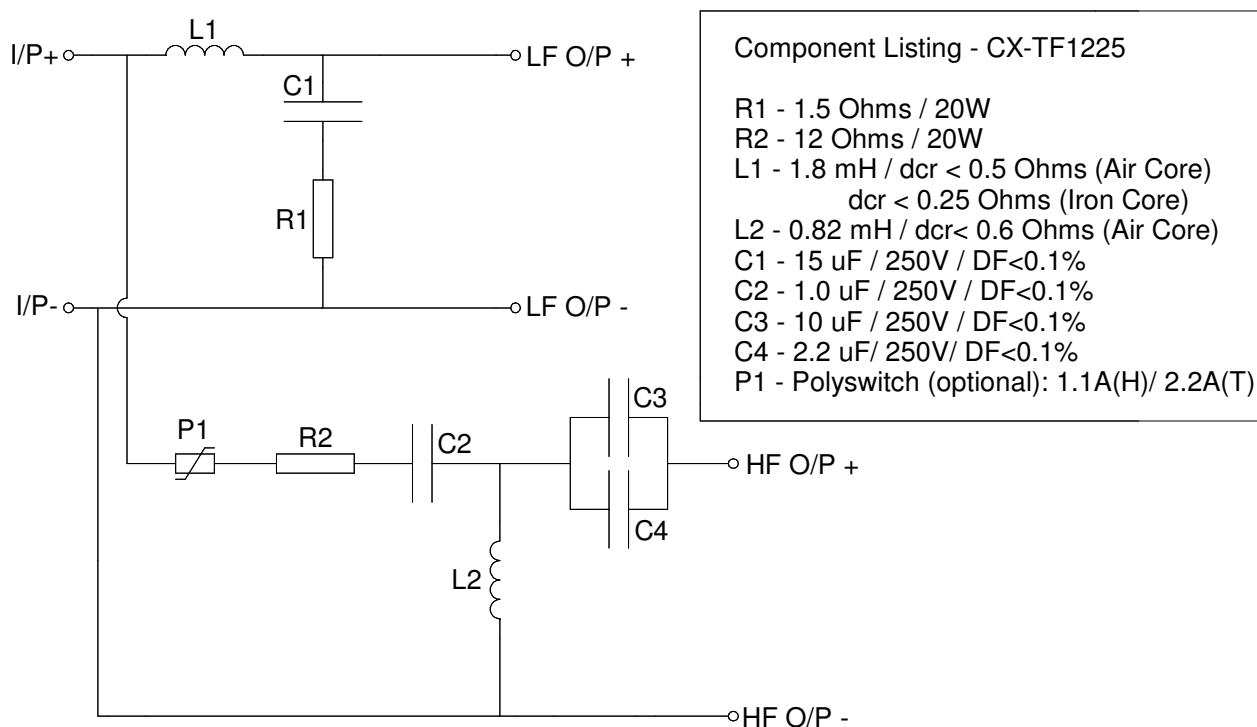 L1
I/P+
LF O/P +
C1
R1
I/P-
LF O/P -
P1
R2
C2
C3
HF O/P +
C4
L2
HF O/P -
Component Listing - CX-TF1225
R1 - 1.5 Ohms / 20W
R2 - 12 Ohms / 20W
L1 - 1.8 mH / dcr < 0.5 Ohms (Air Core)
dcr < 0.25 Ohms (Iron Core)
L2 - 0.82 mH / dcr< 0.6 Ohms (Air Core)
C1 - 15 uF / 250V / DF<0.1%
C2 - 1.0 uF / 250V / DF<0.1%
C3 - 10 uF / 250V / DF<0.1%
C4 - 2.2 uF/ 250V/ DF<0.1%
P1 - Polyswitch (optional): 1.1A(H)/ 2.2A(T)